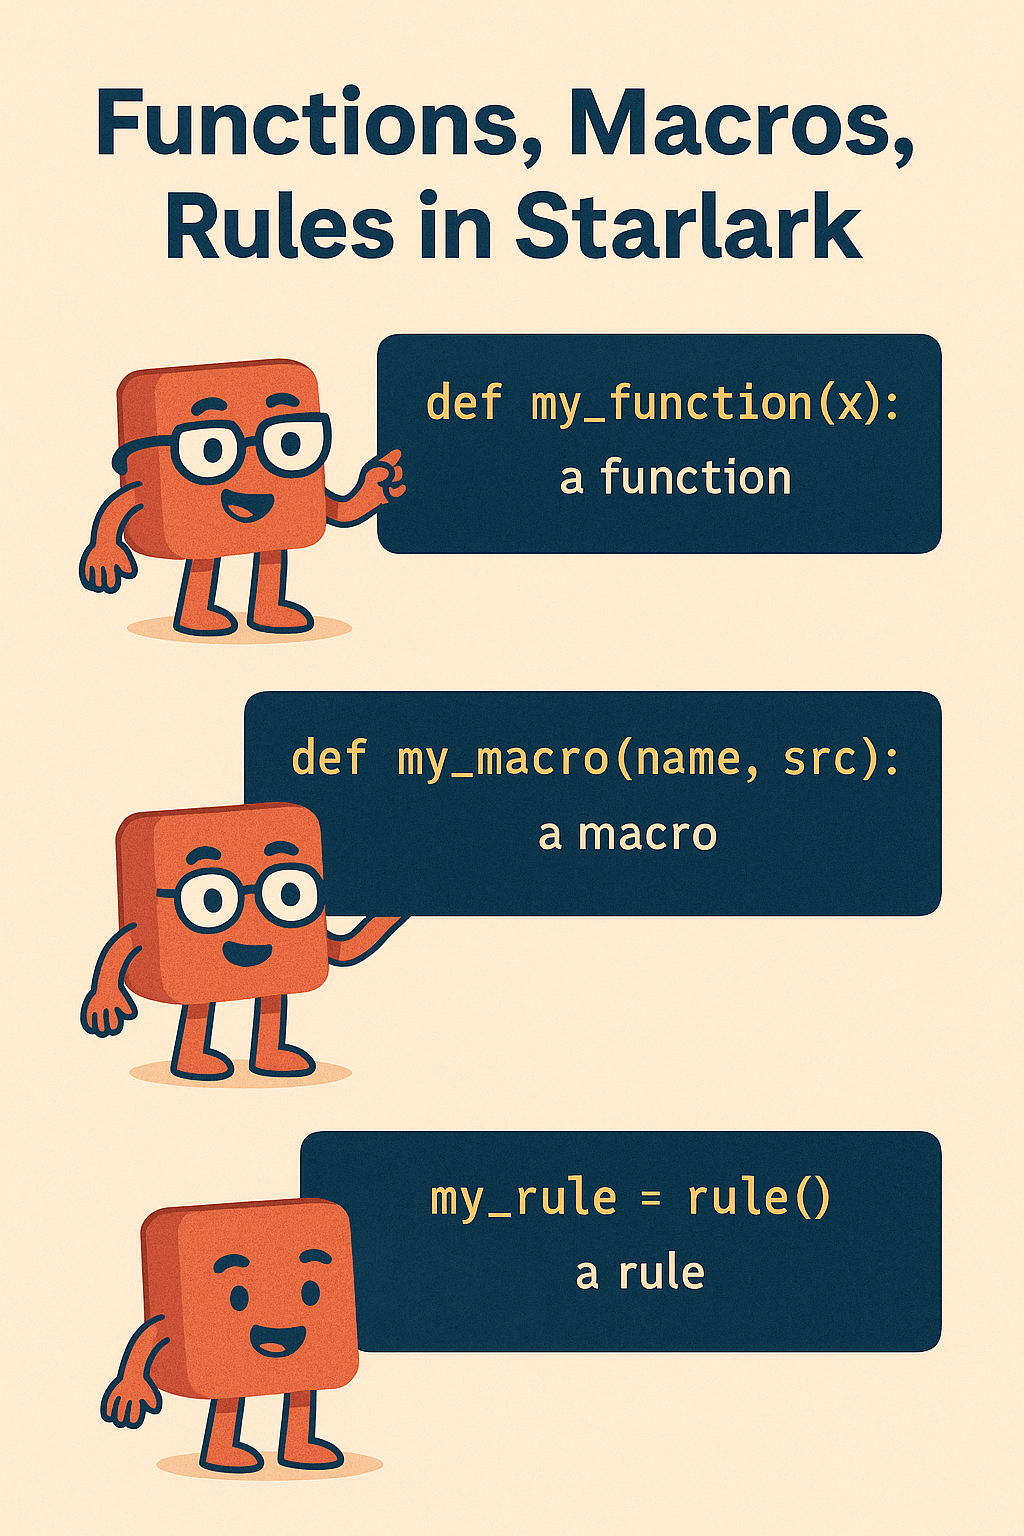 Functions, Macros,
Rules in Starlark
def my_function(x):
a function
def my_macro(name, src):
a macro
my_rule = rule()
a rule